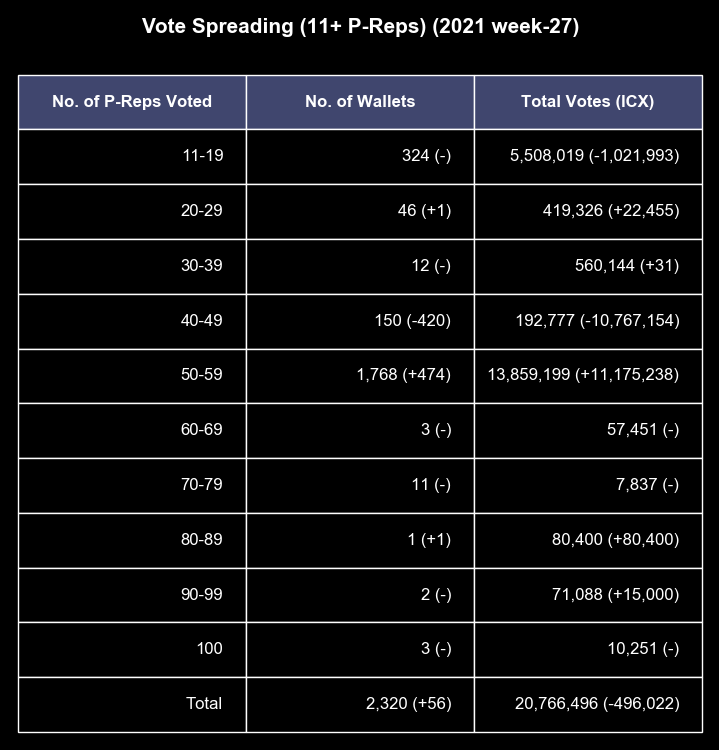 Vote Spreading (11+ P-Reps) (2021 week-27)
No. of P-Reps Voted No. of Wallets Total Votes (ICX)
11-19 324 (-) 5,508,019 (-1,021,993)
20-29 46 (+1) 419,326 (+22,455)
30-39 12 (-) 560,144 (+31)
40-49 150 (-420) 192,777 (-10,767,154)
50-59 1,768 (+474) 13,859,199 (+11,175,238)
60-69 3 (-) 57,451 (-)
70-79 11 (-) 7,837 (-)
80-89 1 (+1) 80,400 (+80,400)
90-99 2 (-) 71,088 (+15,000)
100 3 (-) 10,251 (-)
Total 2,320 (+56) 20,766,496 (-496,022)